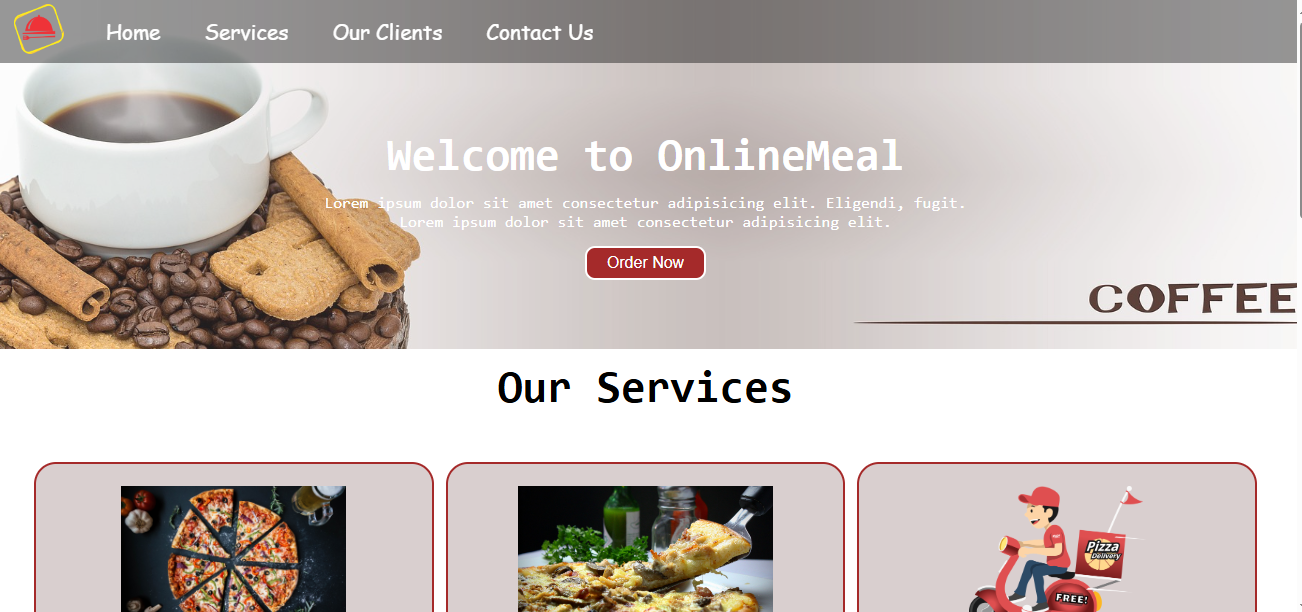 Home Services Our Clients Contact Us
Welcome to OnlineMeal
Lorem ipsum dolor sit amet consectetur adipisicing elit. Eligendi, fugit.
Lorem ipsum dolor sit amet consectetur adipisicing elit.
Order Now
COFFEE
Our Services
Pizza
Delivery
FREE!